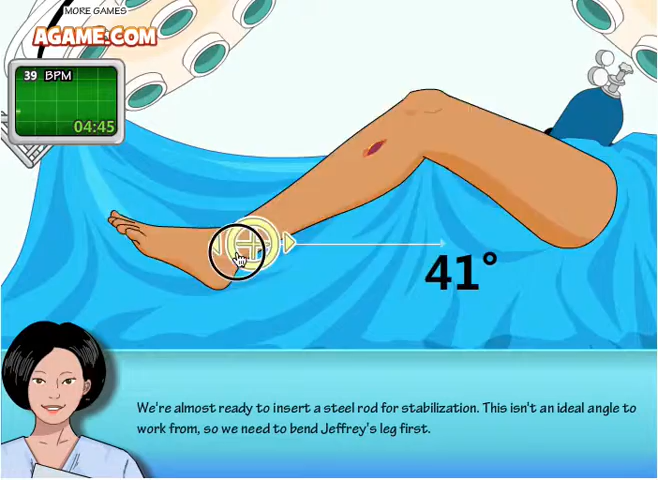 MORE GAMES
AGAME.COM
39 BPM
04:45
41°
We're almost ready to insert a steel rod for stabilization. This isn't an ideal angle to
work from, so we need to bend Jeffrey's leg first.